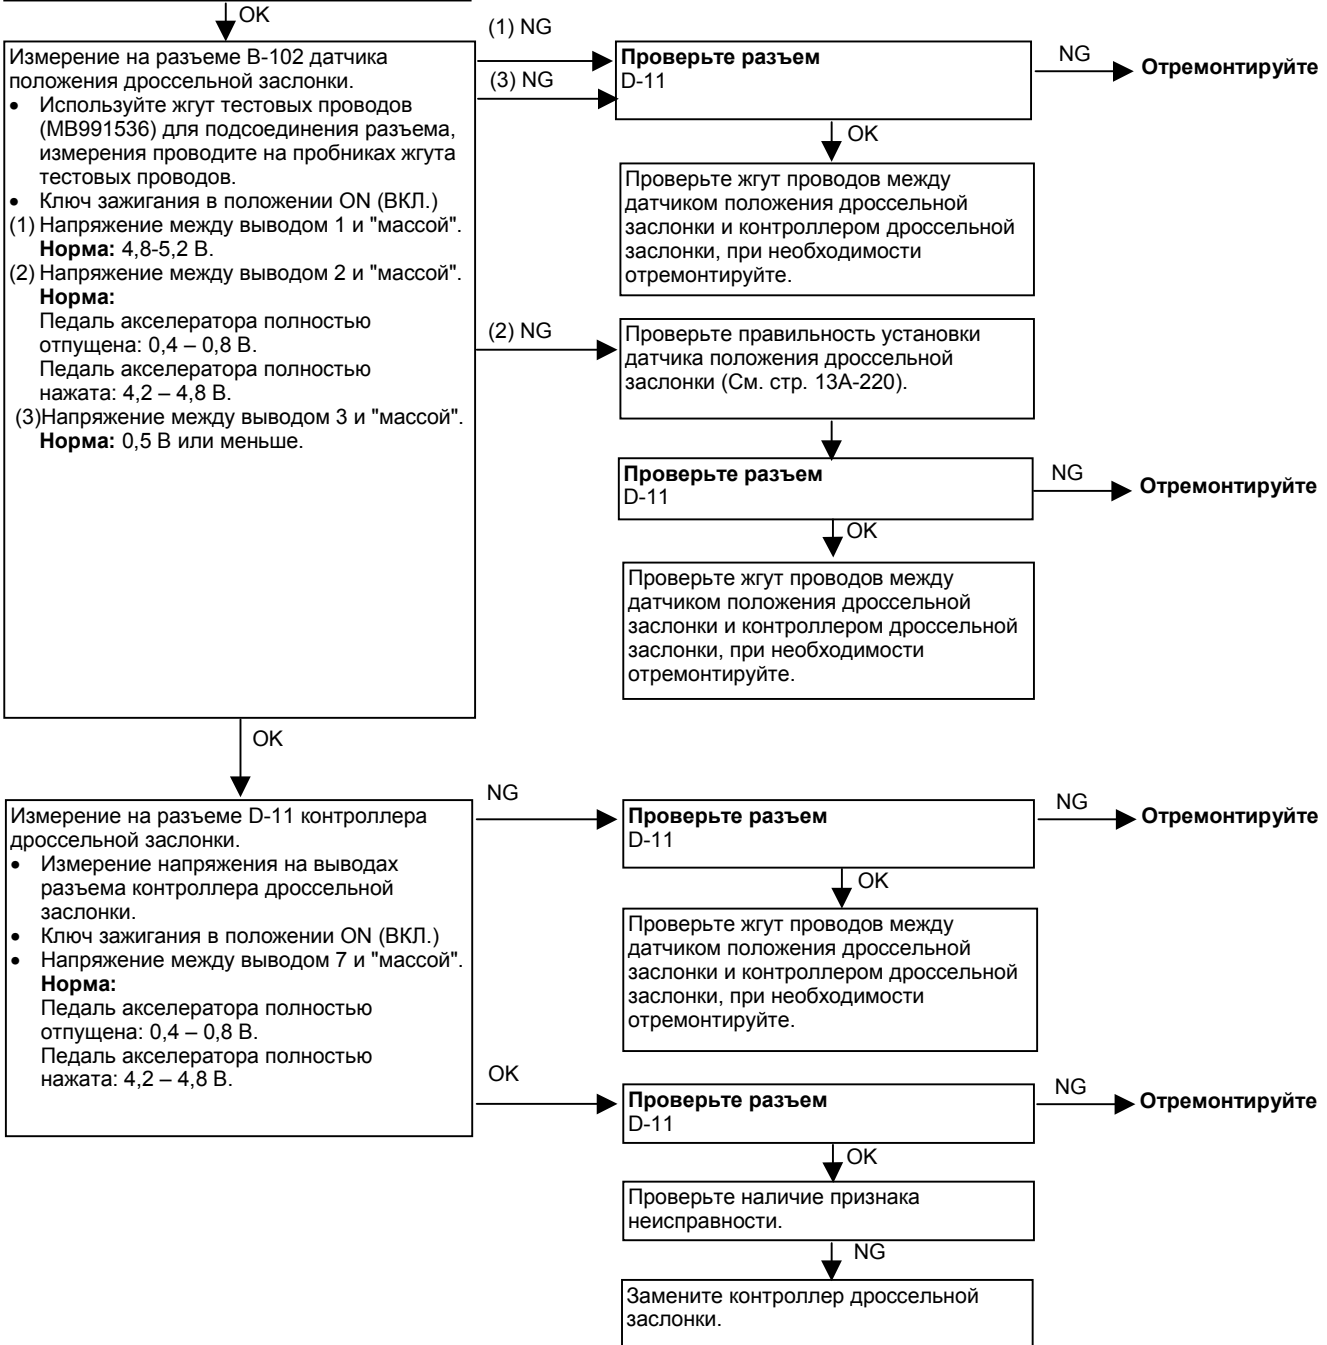 OK
Измерение на разъеме B-102 датчика
положения дроссельной заслонки.
• Используйте жгут тестовых проводов
(MB991536) для подсоединения разъема,
измерения проводите на пробниках жгута
тестовых проводов.
• Ключ зажигания в положении ON (ВКЛ.)
(1) Напряжение между выводом 1 и "массой".
Норма: 4,8-5,2 В.
(2) Напряжение между выводом 2 и "массой".
Норма:
Педаль акселератора полностью
отпущена: 0,4 – 0,8 В.
Педаль акселератора полностью
нажата: 4,2 – 4,8 В.
(3)Напряжение между выводом 3 и "массой".
Норма: 0,5 В или меньше.
(1) NG
(3) NG
Проверьте разъем
D-11
NG
Отремонтируйте
OK
Проверьте жгут проводов между
датчиком положения дроссельной
заслонки и контроллером дроссельной
заслонки, при необходимости
отремонтируйте.
(2) NG
Проверьте правильность установки
датчика положения дроссельной
заслонки (См. стр. 13A-220).
Проверьте разъем
D-11
NG
Отремонтируйте
OK
Проверьте жгут проводов между
датчиком положения дроссельной
заслонки и контроллером дроссельной
заслонки, при необходимости
отремонтируйте.
OK
Измерение на разъеме D-11 контроллера
дроссельной заслонки.
• Измерение напряжения на выводах
разъема контроллера дроссельной
заслонки.
• Ключ зажигания в положении ON (ВКЛ.)
• Напряжение между выводом 7 и "массой".
Норма:
Педаль акселератора полностью
отпущена: 0,4 – 0,8 В.
Педаль акселератора полностью
нажата: 4,2 – 4,8 В.
NG
Проверьте разъем
D-11
NG
Отремонтируйте
OK
Проверьте жгут проводов между
датчиком положения дроссельной
заслонки и контроллером дроссельной
заслонки, при необходимости
отремонтируйте.
OK
Проверьте разъем
D-11
NG
Отремонтируйте
OK
Проверьте наличие признака
неисправности.
NG
Замените контроллер дроссельной
заслонки.